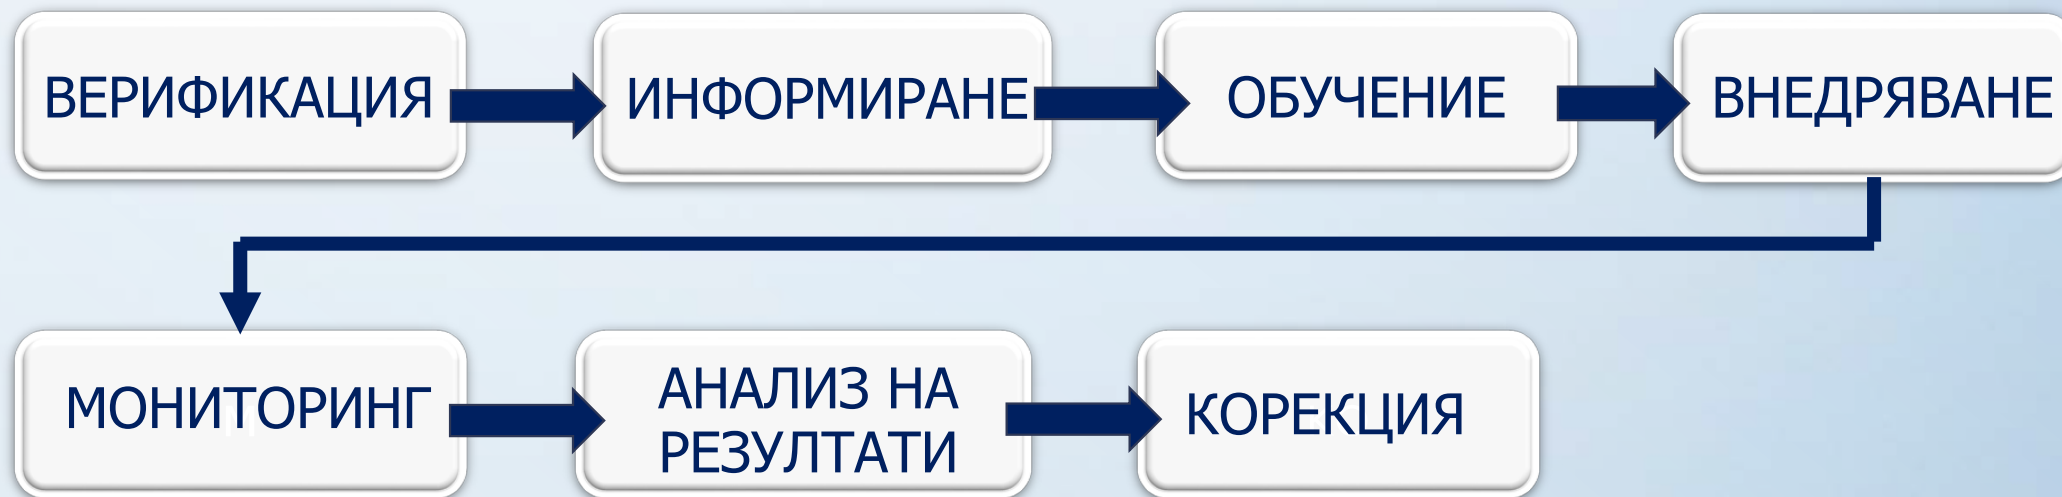 ВЕРИФИКАЦИЯ
ИНФОРМИРАНЕ
ОБУЧЕНИЕ
ВНЕДРЯВАНЕ
МОНИТОРИНГ
АНАЛИЗ НА
РЕЗУЛТАТИ
КОРЕКЦИЯ